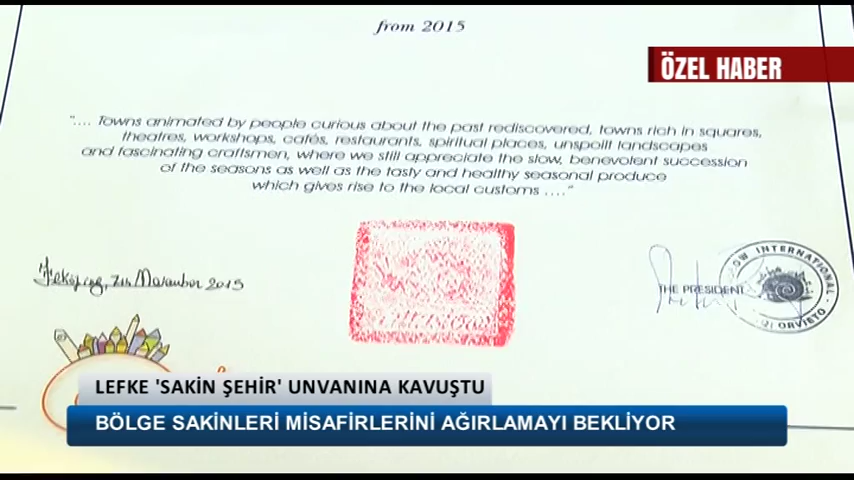 from 2015
ÖZEL HABER
".... Towns animated by people curious about the past rediscovered, towns rich in squares,
theatres, workshops, cafés, restaurants, spiritual places, unspoilt landscapes
and fascinating craftsmen, where we still appreciate the slow, benevolent succession
of the seasons as well as the tasty and healthy seasonal produce
which gives rise to the local customs ...."
7th November 2015
THE PRESIDENT
INTERNATIONAL
ORVIETO
LEFKE 'SAKİN ŞEHİR' UNVANINA KAVUŞTU
BÖLGE SAKİNLERİ MİSAFİRLERİNİ AĞIRLAMAYI BEKLİYOR